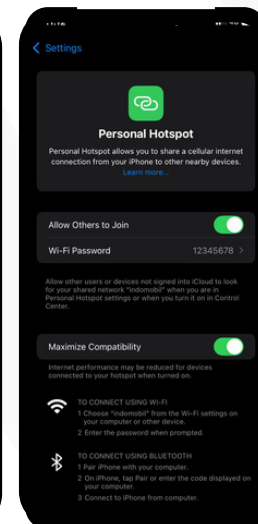 Settings
Personal Hotspot
Personal Hotspot allows you to share a cellular internet
connection from your iPhone to other nearby devices.
Learn more...
Allow Others to Join
Wi-Fi Password 12345678
Allow other users or devices not signed into iCloud to look
for your shared network "indomobil" when you are in
Personal Hotspot settings or when you turn it on in Control
Center.
Maximize Compatibility
Internet performance may be reduced for devices
connected to your hotspot when turned on.
TO CONNECT USING WI-FI
1 Choose "indomobil" from the Wi-Fi settings on
your computer or other device.
2 Enter the password when prompted.
TO CONNECT USING BLUETOOTH
1 Pair iPhone with your computer.
2 On iPhone, tap Pair or enter the code displayed on
your computer.
3 Connect to iPhone from computer.